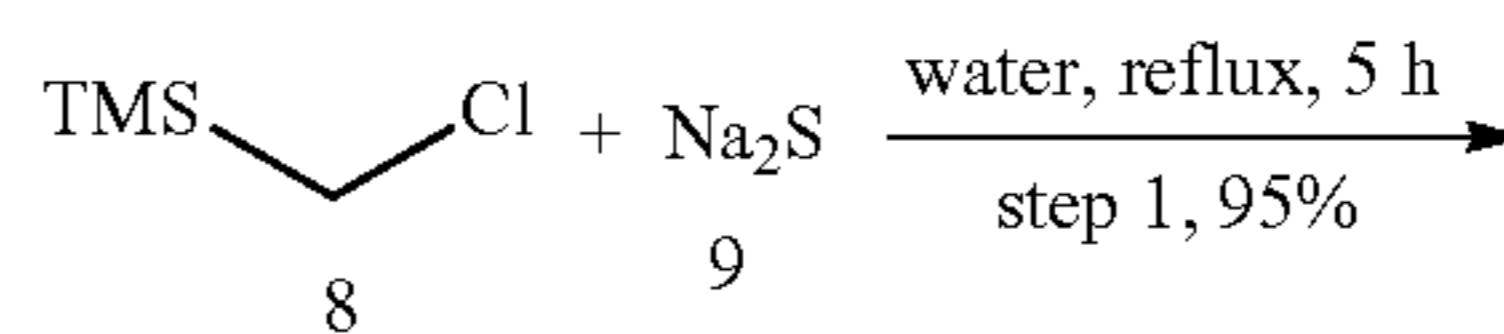 TMS Cl + Na₂S water, reflux, 5 h
step 1, 95%
8 9